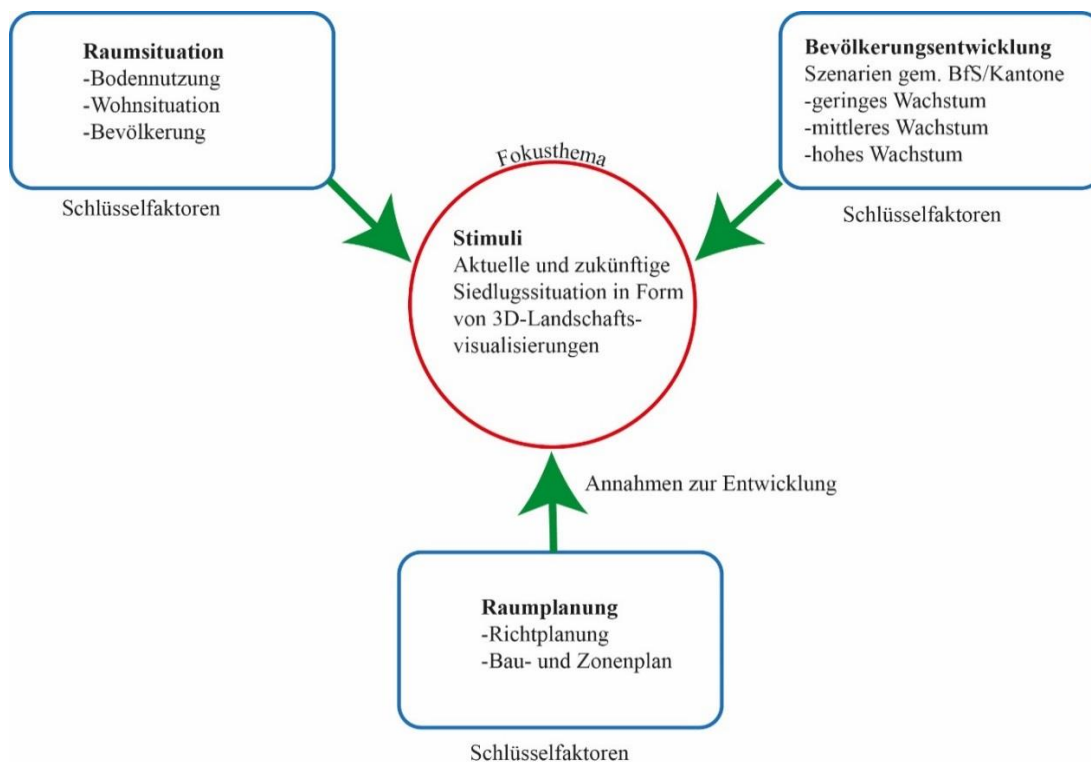 Raumsituation
-Bodennutzung
-Wohnsituation
-Bevölkerung
Schlüsselfaktoren
Bevölkerungsentwicklung
Szenarien gem. BfS/Kantone
-geringes Wachstum
-mittleres Wachstum
-hohes Wachstum
Schlüsselfaktoren
Fokusthema
Stimuli
Aktuelle und zukünftige
Siedlugssituation in Form
von 3D-Landschafts-
visualisierungen
Annahmen zur Entwicklung
Raumplanung
-Richtplanung
-Bau- und Zonenplan
Schlüsselfaktoren